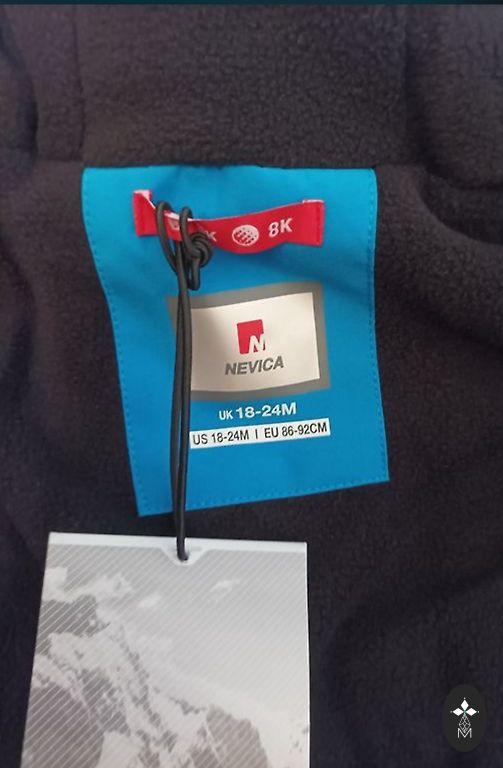 8K
N
NEVICA
UK 18-24M
US 18-24M | EU 86-92CM
M